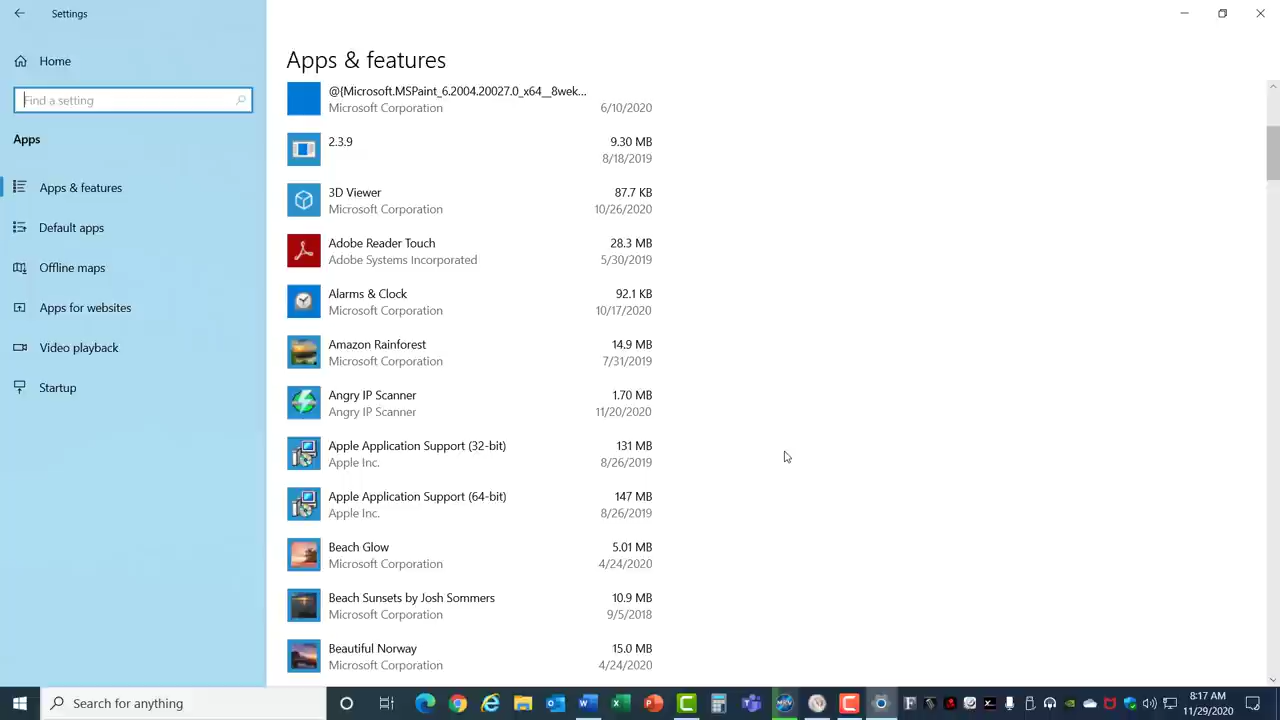 Settings
Home
Find a setting
Apps
Apps & features
Default apps
Offline maps
Apps for websites
Video playback
Startup
Apps & features
@{Microsoft.MSPaint_6.2004.20027.0_x64__8wek...
Microsoft Corporation 6/10/2020
2.3.9 9.30 MB
8/18/2019
3D Viewer 87.7 KB
Microsoft Corporation 10/26/2020
Adobe Reader Touch 28.3 MB
Adobe Systems Incorporated 5/30/2019
Alarms & Clock 92.1 KB
Microsoft Corporation 10/17/2020
Amazon Rainforest 14.9 MB
Microsoft Corporation 7/31/2019
Angry IP Scanner 1.70 MB
Angry IP Scanner 11/20/2020
Apple Application Support (32-bit) 131 MB
Apple Inc. 8/26/2019
Apple Application Support (64-bit) 147 MB
Apple Inc. 8/26/2019
Beach Glow 5.01 MB
Microsoft Corporation 4/24/2020
Beach Sunsets by Josh Sommers 10.9 MB
Microsoft Corporation 9/5/2018
Beautiful Norway 15.0 MB
Microsoft Corporation 4/24/2020
Search for anything
8:17 AM
11/29/2020